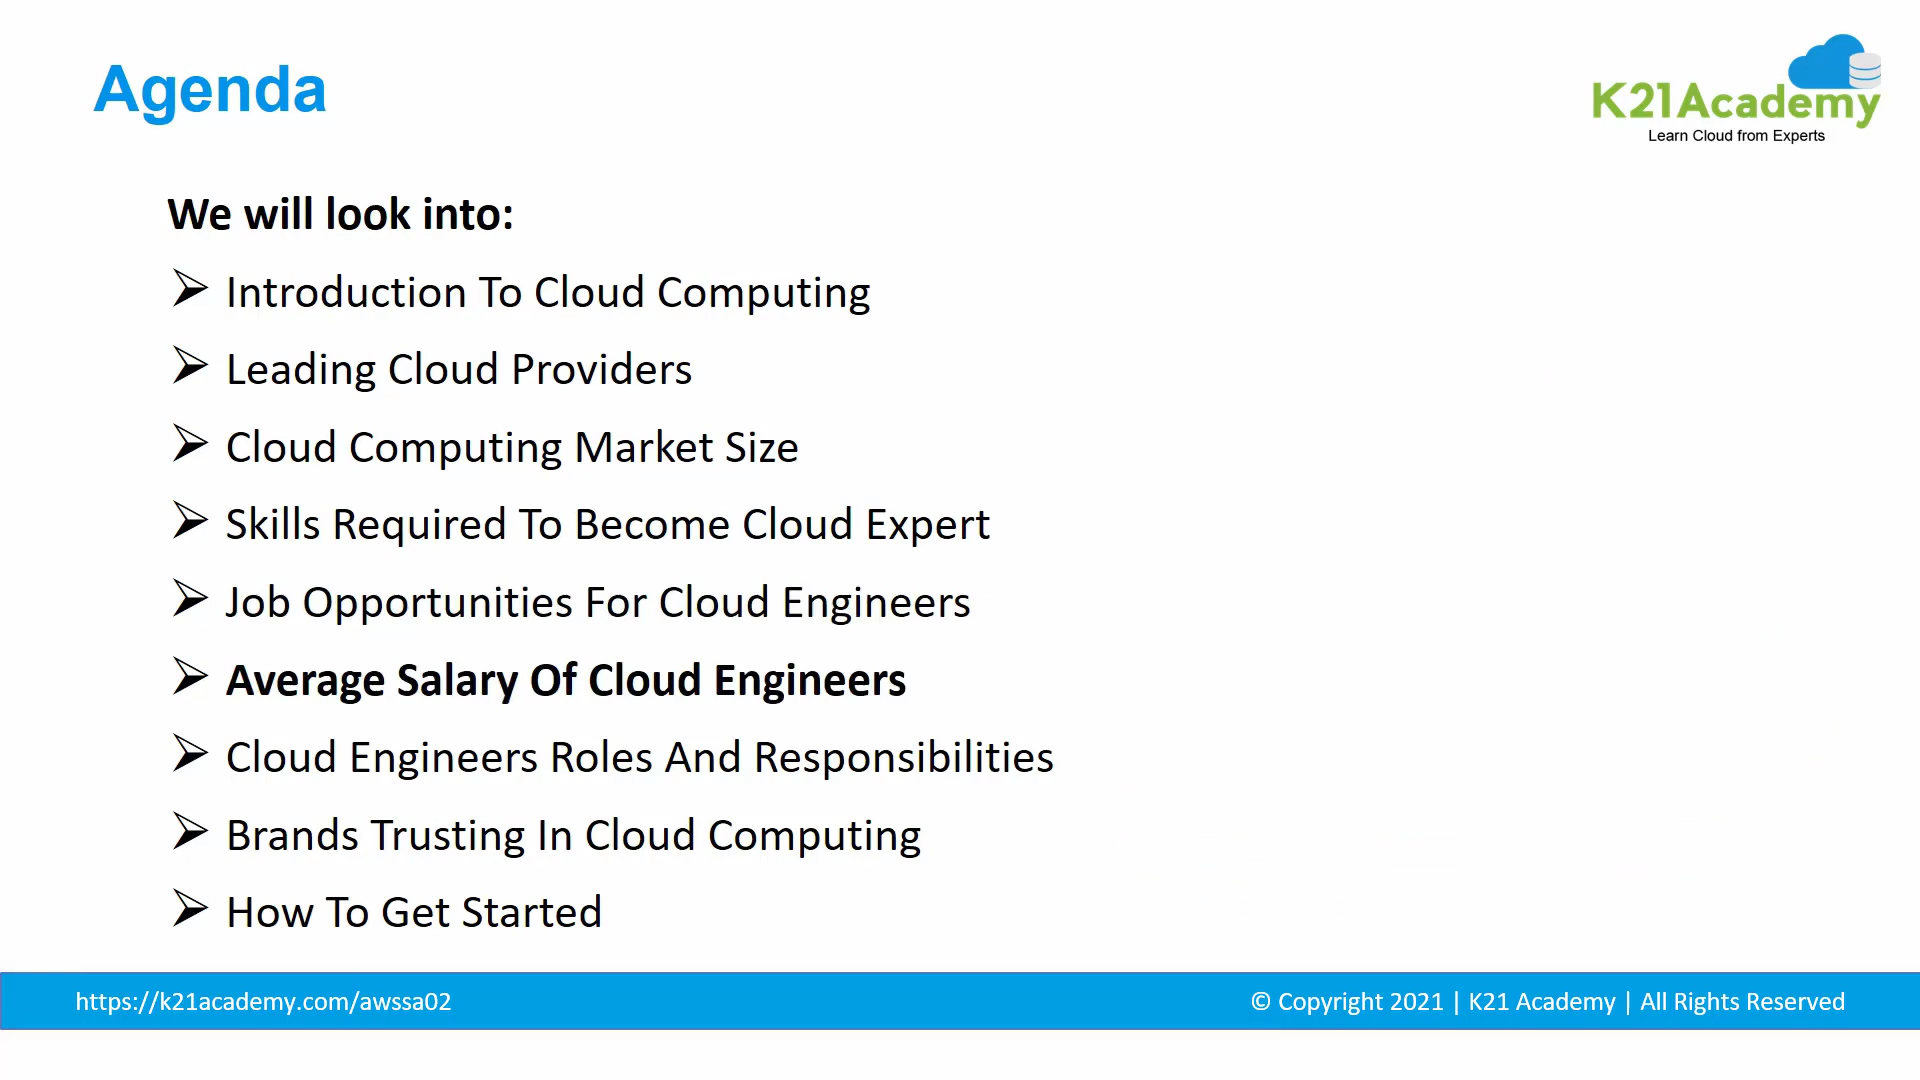 Agenda
K21Academy
Learn Cloud from Experts
We will look into:
Introduction To Cloud Computing
Leading Cloud Providers
Cloud Computing Market Size
Skills Required To Become Cloud Expert
Job Opportunities For Cloud Engineers
Average Salary Of Cloud Engineers
Cloud Engineers Roles And Responsibilities
Brands Trusting In Cloud Computing
How To Get Started
https://k21academy.com/awssa02
© Copyright 2021 | K21 Academy | All Rights Reserved